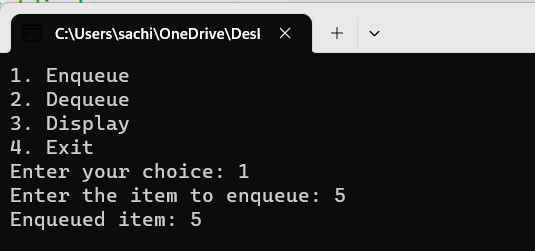 C:\Users\sachi\OneDrive\Desl
1. Enqueue
2. Dequeue
3. Display
4. Exit
Enter your choice: 1
Enter the item to enqueue: 5
Enqueued item: 5